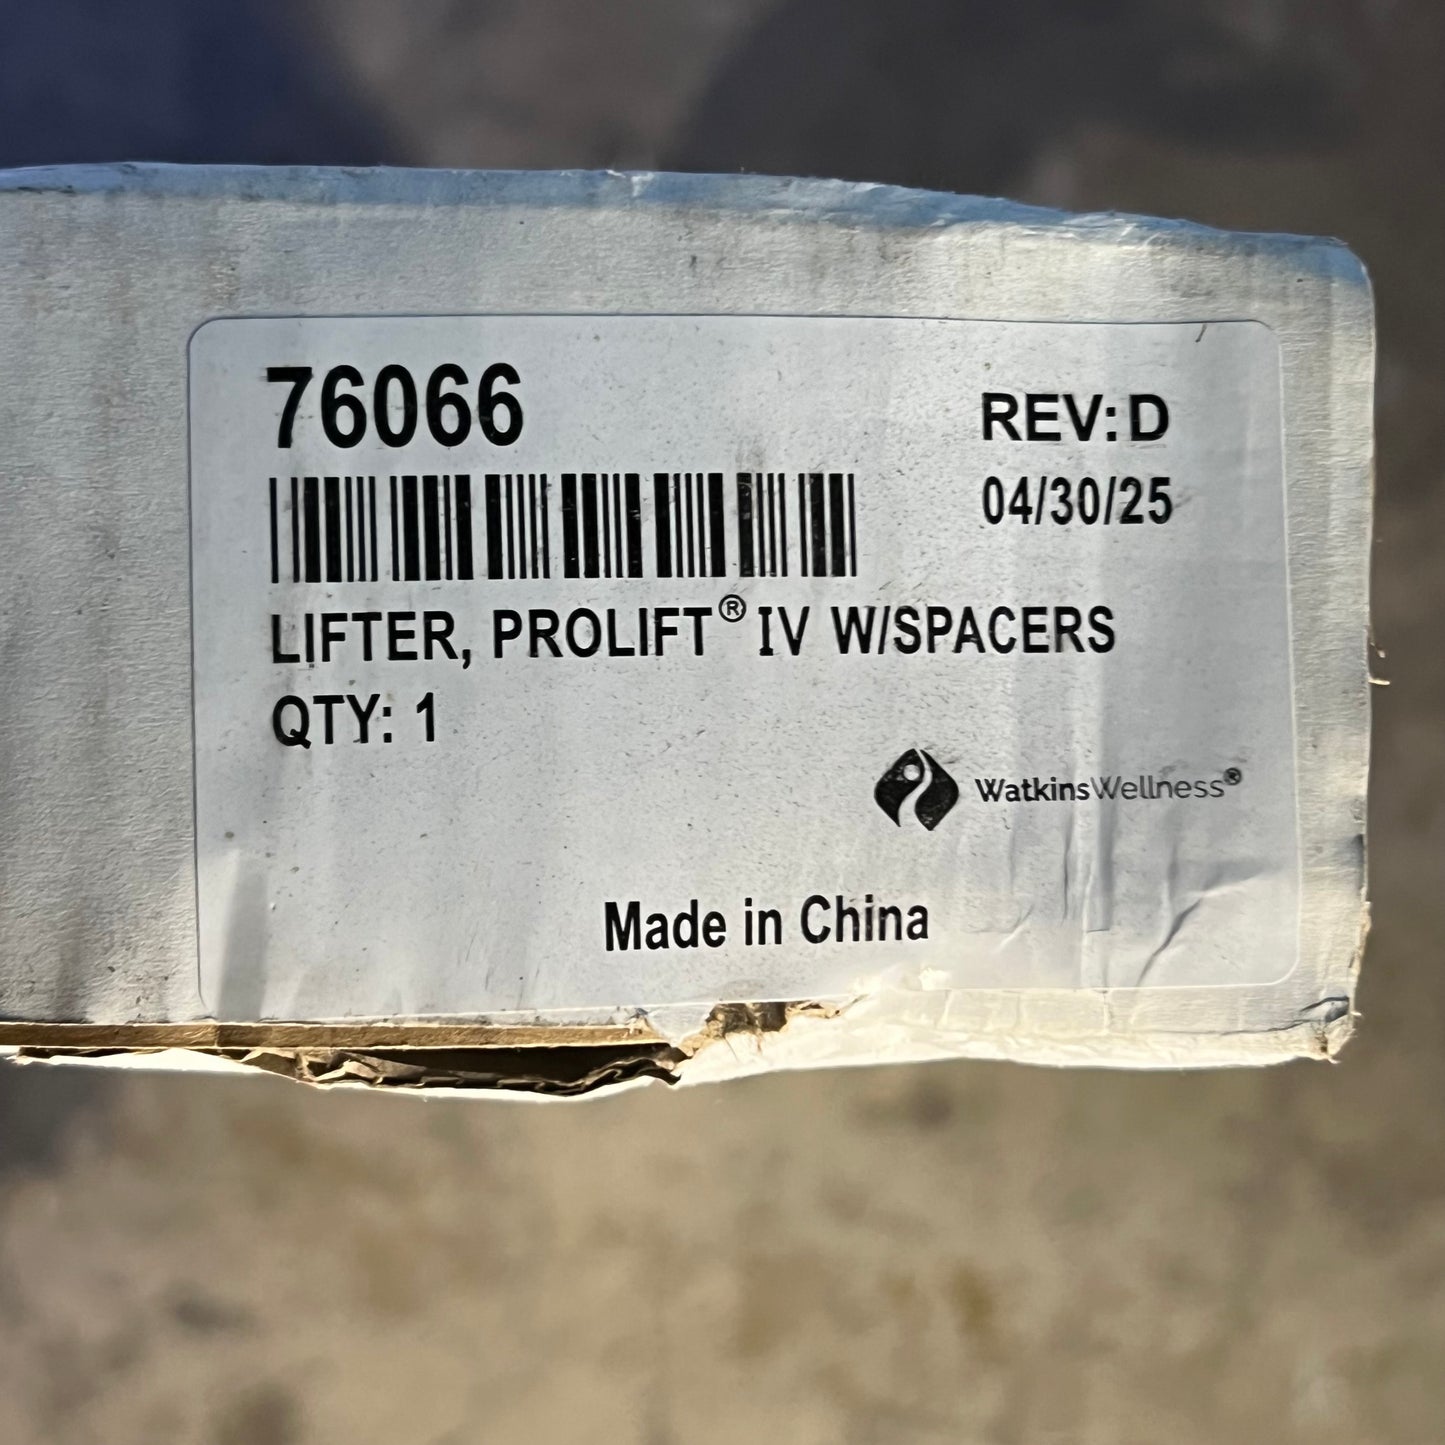 76066
REV: D
04/30/25
LIFTER, PROLIFT® IV W/SPACERS
QTY: 1
WatkinsWellness®
Made in China